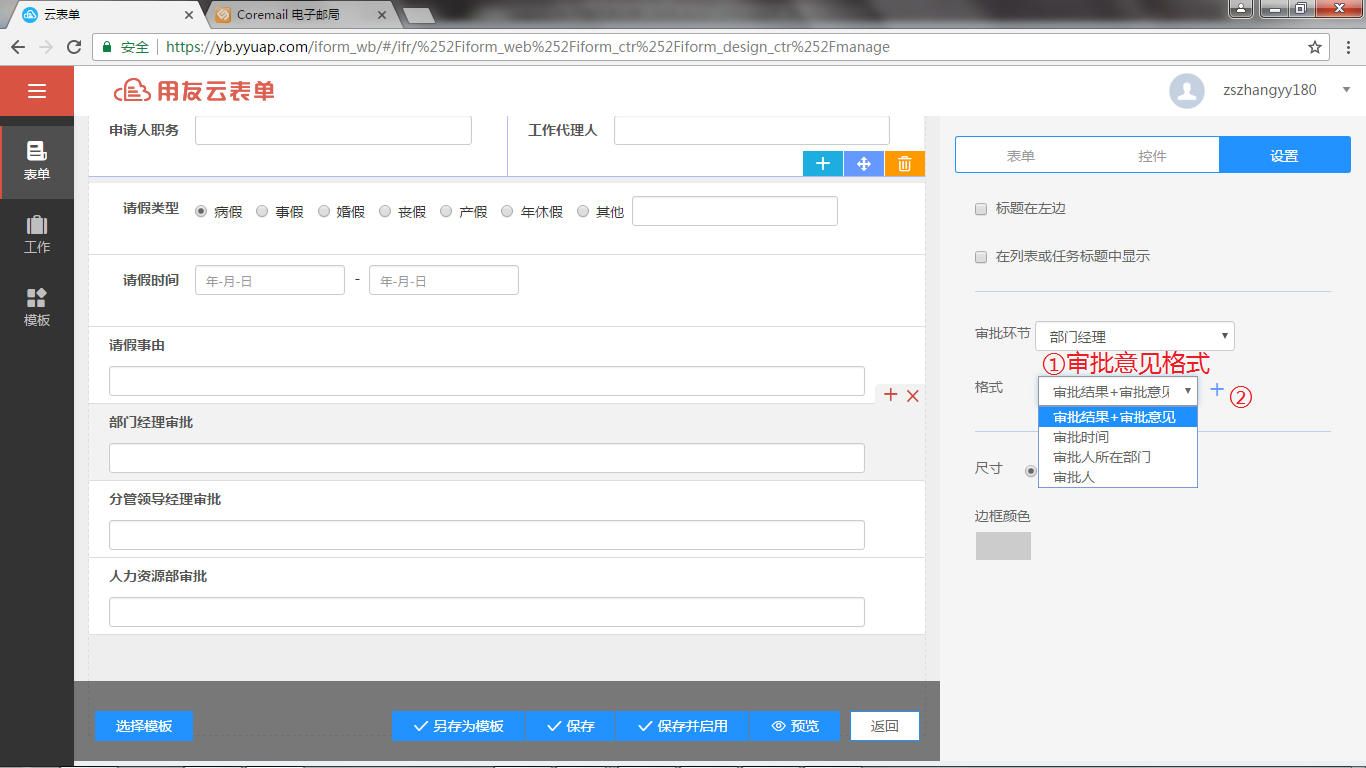 云表单
Coremail 电子邮局
安全 https://yb.yyuap.com/iform_wb/#/ifr/%252Fiform_web%252Fiform_ctr%252Fiform_design_ctr%252Fmanage
用友云表单
zszhangyy180
表单
工作
模板
申请人职务 工作代理人
请假类型 病假 事假 婚假 丧假 产假 年休假 其他
请假时间 年-月-日 - 年-月-日
请假事由
部门经理审批
分管领导经理审批
人力资源部审批
选择模板 另存为模板 保存 保存并启用 预览 返回
表单 控件 设置
标题在左边
在列表或任务标题中显示
审批环节 部门经理
①审批意见格式
格式 审批结果+审批意见 + ②
审批结果+审批意见
审批时间
审批人所在部门
审批人
尺寸
边框颜色